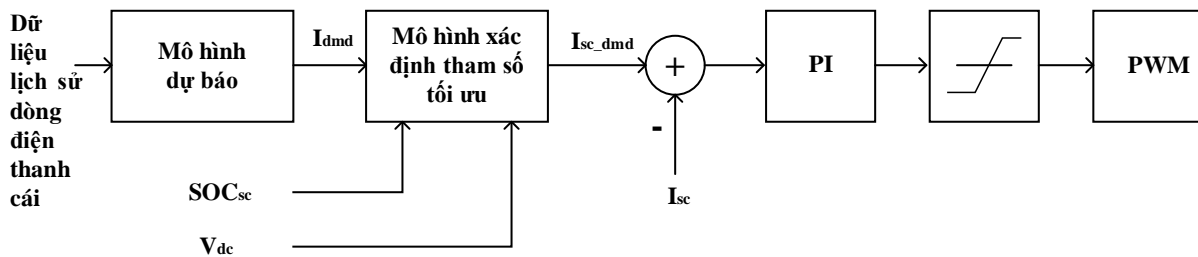 Dữ
liệu
lịch sử
dòng
điện
thanh
cái
Mô hình
dự báo
Idmd
Mô hình xác
định tham số
tối ưu
Isc_dmd
+
-
Isc
PI
PWM
SOCsc
Vdc